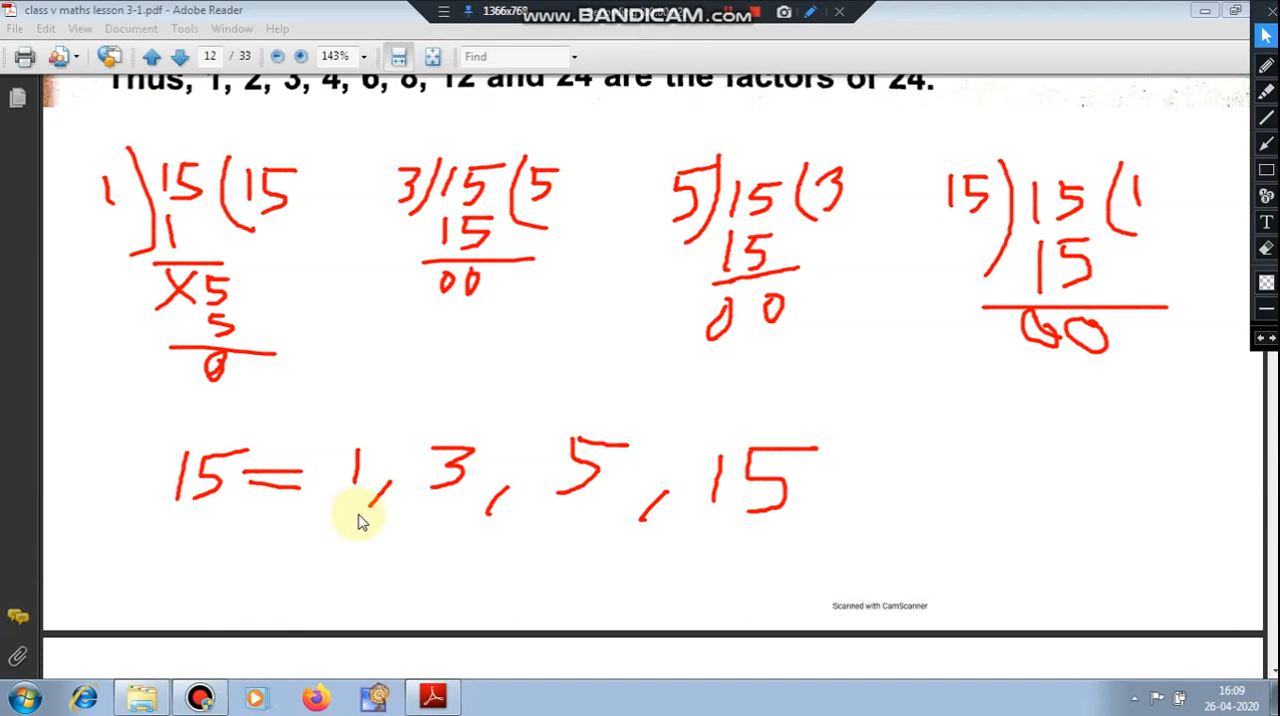 class v maths lesson 3-1.pdf - Adobe Reader
1366x768
www.BANDICAM.com
File Edit View Document Tools Window Help
12 / 33 143% Find
Thus, 1, 2, 3, 4, 6, 8, 12 and 24 are the factors of 24.
1)15(15 3)15(5 5)15(3 15)15(1
1 15 15 15
X5 00 00 00
5
0
15= 1, 3, 5, 15
Scanned with CamScanner
16:09
26-04-2020